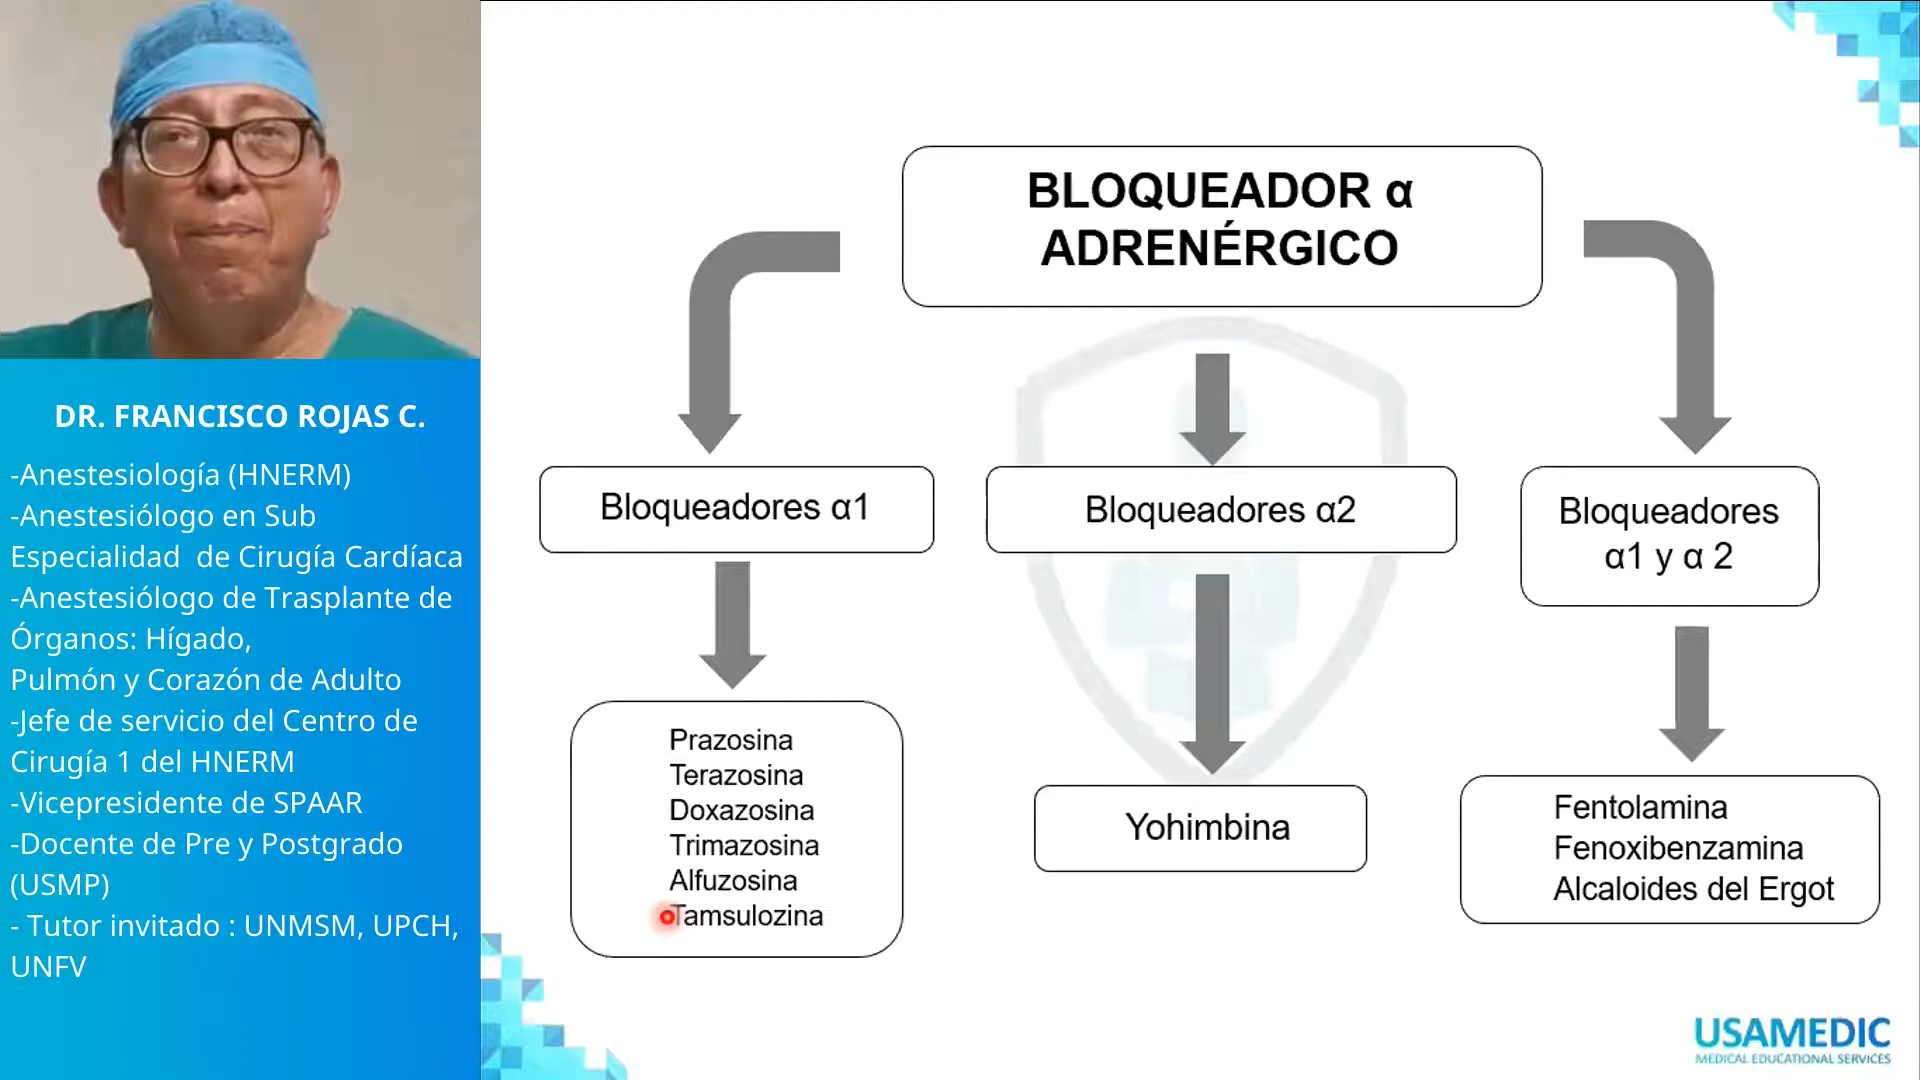 DR. FRANCISCO ROJAS C.
-Anestesiología (HNERM)
-Anestesiólogo en Sub
Especialidad  de Cirugía Cardíaca
-Anestesiólogo de Trasplante de
Órganos: Hígado,
Pulmón y Corazón de Adulto
-Jefe de servicio del Centro de
Cirugía 1 del HNERM
-Vicepresidente de SPAAR
-Docente de Pre y Postgrado
(USMP)
- Tutor invitado : UNMSM, UPCH,
UNFV
BLOQUEADOR α
ADRENÉRGICO
Bloqueadores α1
Prazosina
Terazosina
Doxazosina
Trimazosina
Alfuzosina
Tamsulozina
Bloqueadores α2
Yohimbina
Bloqueadores
α1 y α 2
Fentolamina
Fenoxibenzamina
Alcaloides del Ergot
USAMEDIC
MEDICAL EDUCATIONAL SERVICES